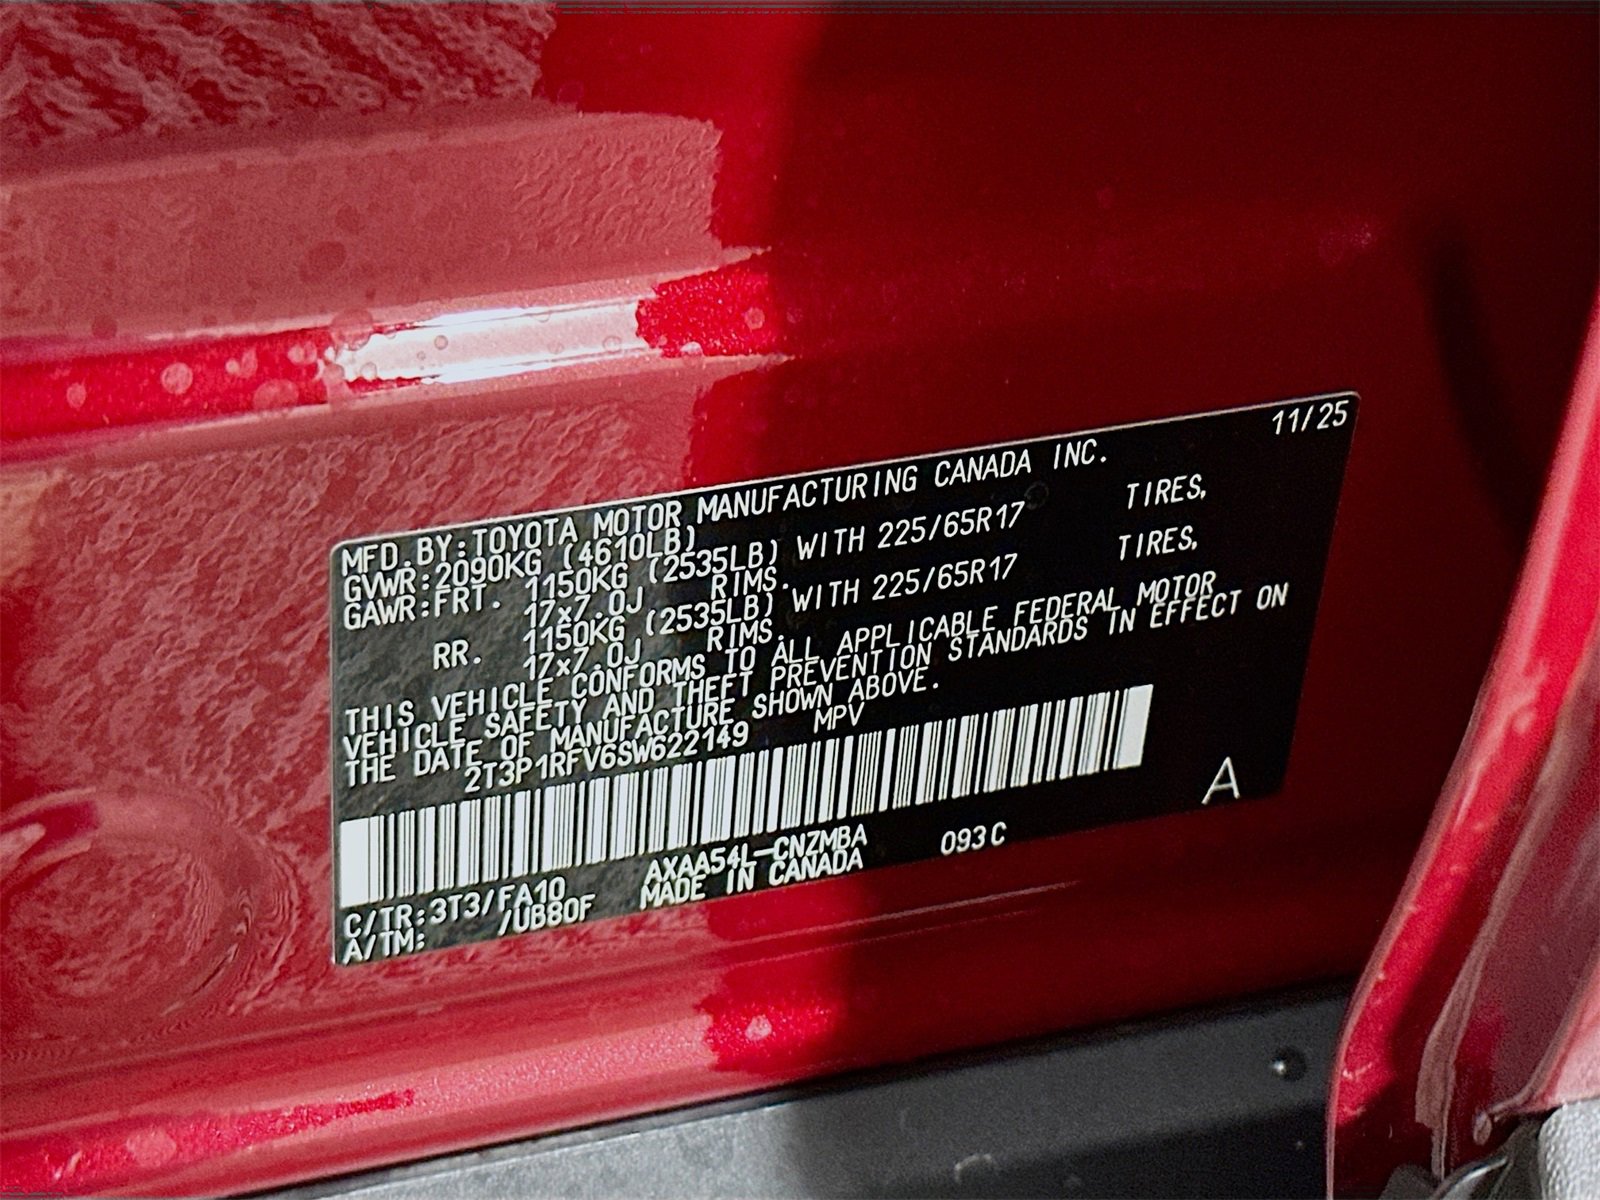 11/25
MFD.BY:TOYOTA MOTOR MANUFACTURING CANADA INC.
GVWR:2090KG (4610LB)
GAWR:FRT. 1150KG (2535LB) WITH 225/65R17 TIRES,
17x7.0J RIMS.
RR. 1150KG (2535LB) WITH 225/65R17 TIRES,
17x7.0J RIMS.
THIS VEHICLE CONFORMS TO ALL APPLICABLE FEDERAL MOTOR
VEHICLE SAFETY AND THEFT PREVENTION STANDARDS IN EFFECT ON
THE DATE OF MANUFACTURE SHOWN ABOVE.
2T3P1RFV6SW622149 MPV
A
C/TR:3T3/FA10 AXAA54L-CNZMBA 093C
A/TM: /UB80F MADE IN CANADA